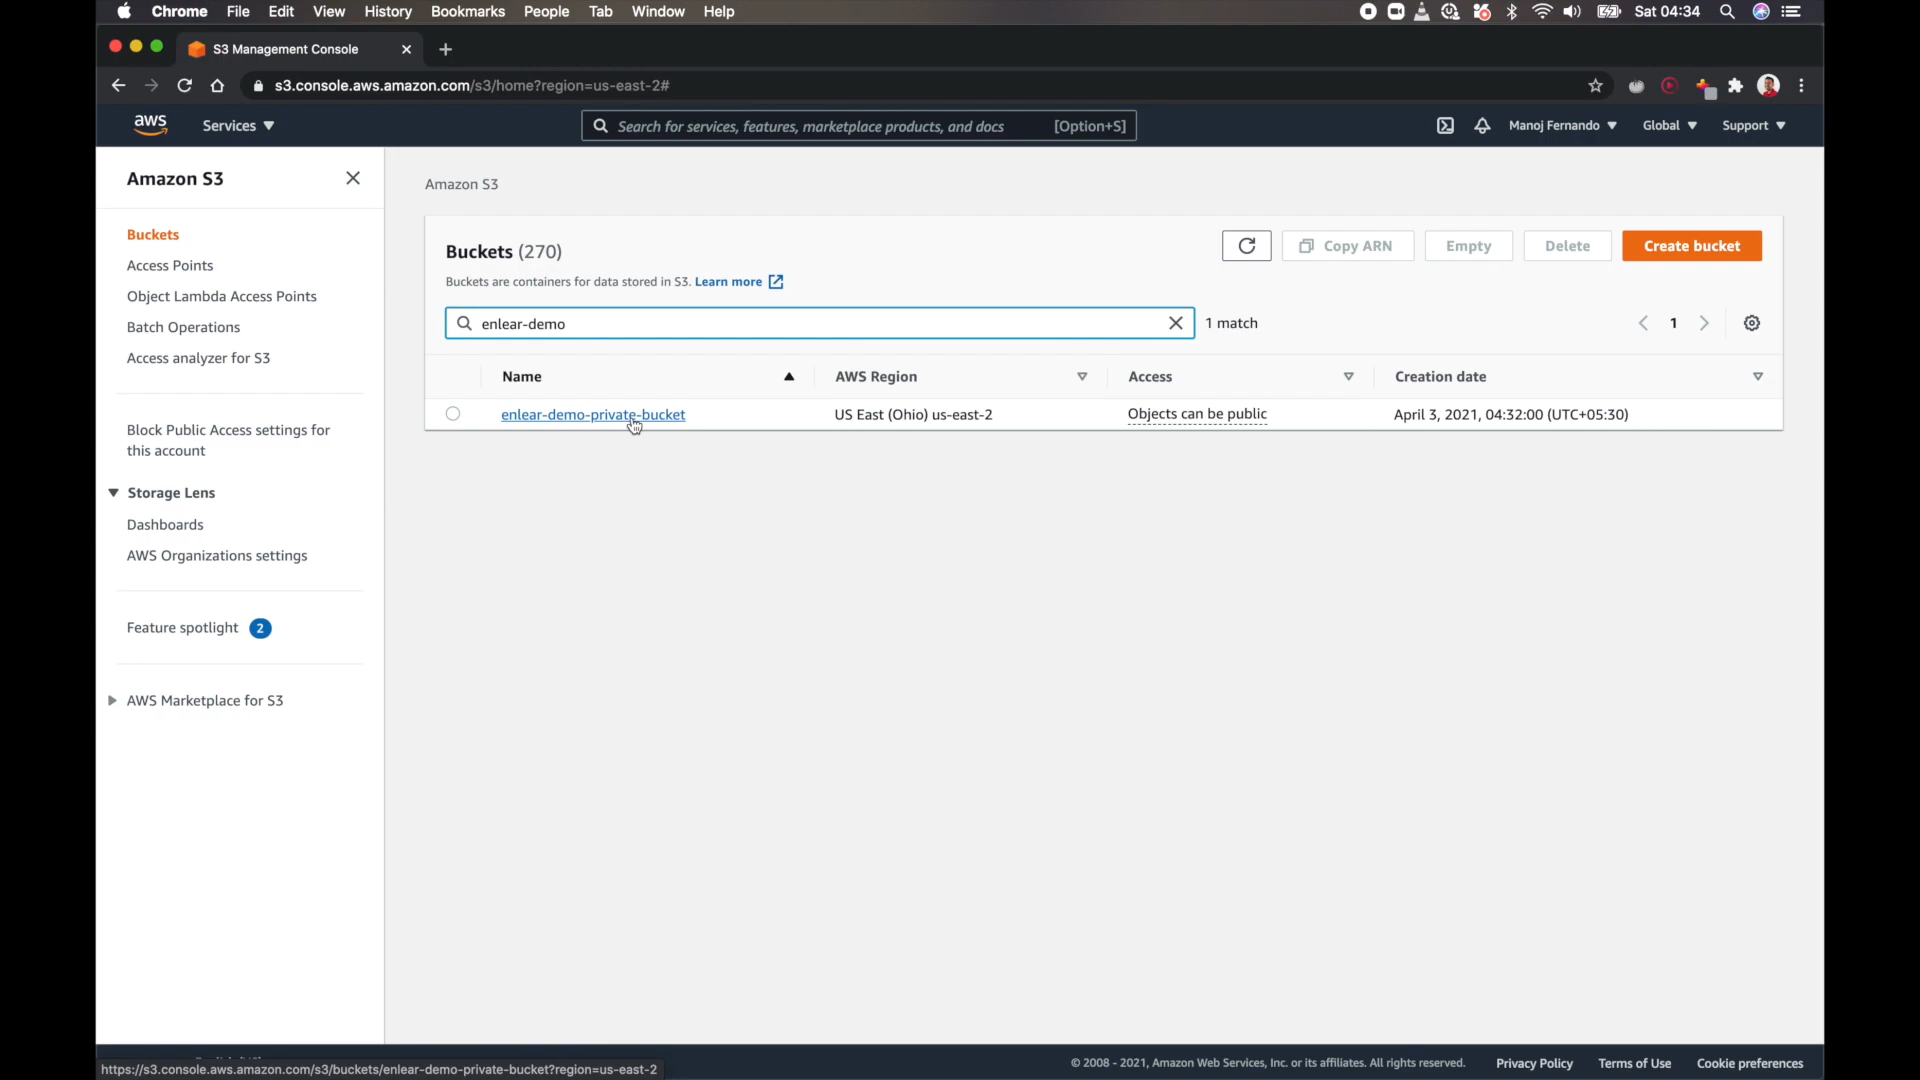 Chrome File Edit View History Bookmarks People Tab Window Help Sat 04:34
S3 Management Console
s3.console.aws.amazon.com/s3/home?region=us-east-2#
aws Services Search for services, features, marketplace products, and docs [Option+S] Manoj Fernando Global Support
Amazon S3
Buckets
Access Points
Object Lambda Access Points
Batch Operations
Access analyzer for S3
Block Public Access settings for
this account
Storage Lens
Dashboards
AWS Organizations settings
Feature spotlight 2
AWS Marketplace for S3
Amazon S3
Buckets (270) Copy ARN Empty Delete Create bucket
Buckets are containers for data stored in S3. Learn more
enlear-demo 1 match 1
Name AWS Region Access Creation date
enlear-demo-private-bucket US East (Ohio) us-east-2 Objects can be public April 3, 2021, 04:32:00 (UTC+05:30)
© 2008 - 2021, Amazon Web Services, Inc. or its affiliates. All rights reserved. Privacy Policy Terms of Use Cookie preferences
https://s3.console.aws.amazon.com/s3/buckets/enlear-demo-private-bucket?region=us-east-2